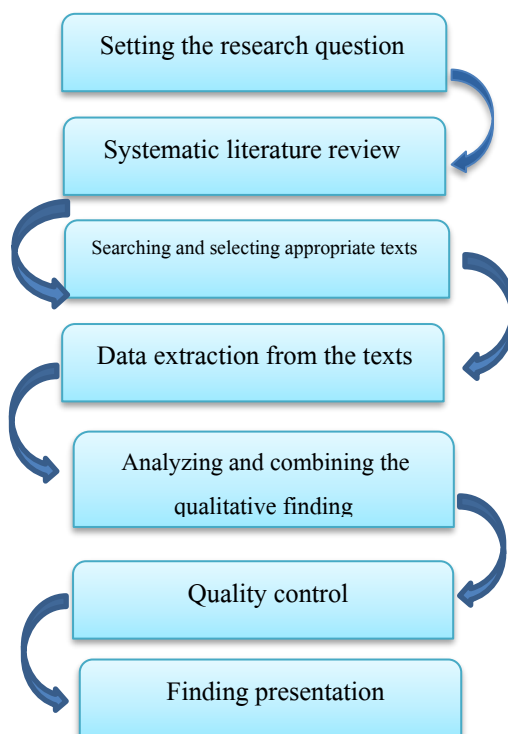 Setting the research question
Systematic literature review
Searching and selecting appropriate texts
Data extraction from the texts
Analyzing and combining the
qualitative finding
Quality control
Finding presentation